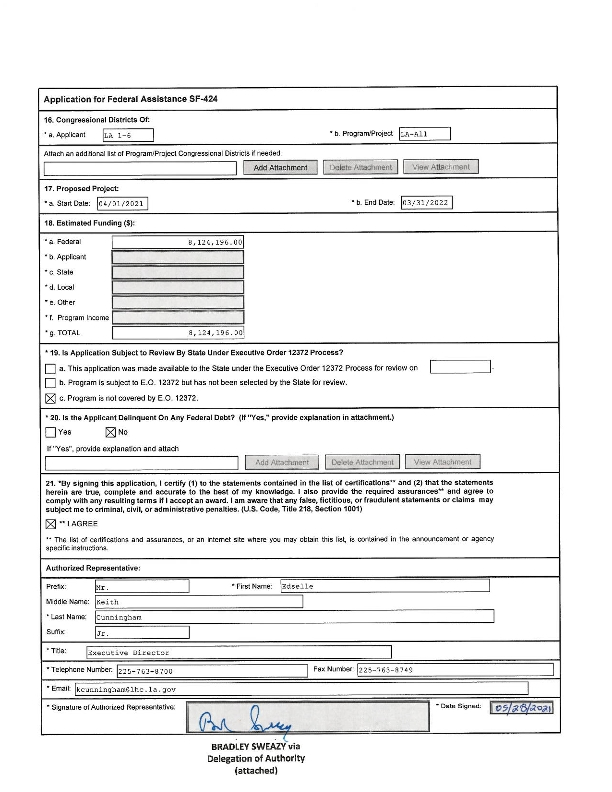 Application for Federal Assistance SF-424
16. Congressional Districts Of:
* a. Applicant LA 1-6 * b. Program/Project LA-All
Attach an additional list of Program/Project Congressional Districts if needed.
Add Attachment Delete Attachment View Attachment
17. Proposed Project:
* a. Start Date: 04/01/2021 * b. End Date: 03/31/2022
18. Estimated Funding ($):
* a. Federal 8,124,196.00
* b. Applicant
* c. State
* d. Local
* e. Other
* f. Program Income
* g. TOTAL 8,124,196.00
* 19. Is Application Subject to Review By State Under Executive Order 12372 Process?
a. This application was made available to the State under the Executive Order 12372 Process for review on .
b. Program is subject to E.O. 12372 but has not been selected by the State for review.
c. Program is not covered by E.O. 12372.
* 20. Is the Applicant Delinquent On Any Federal Debt? (If "Yes," provide explanation in attachment.)
Yes No
If "Yes", provide explanation and attach
Add Attachment Delete Attachment View Attachment
21. *By signing this application, I certify (1) to the statements contained in the list of certifications** and (2) that the statements
herein are true, complete and accurate to the best of my knowledge. I also provide the required assurances** and agree to
comply with any resulting terms if I accept an award. I am aware that any false, fictitious, or fraudulent statements or claims may
subject me to criminal, civil, or administrative penalties. (U.S. Code, Title 218, Section 1001)
** I AGREE
** The list of certifications and assurances, or an internet site where you may obtain this list, is contained in the announcement or agency
specific instructions.
Authorized Representative:
Prefix: Mr. * First Name: Edselle
Middle Name: Keith
* Last Name: Cunningham
Suffix: Jr.
* Title: Executive Director
* Telephone Number: 225-763-8700 Fax Number: 225-763-8749
* Email: kcunningham@lhc.la.gov
* Signature of Authorized Representative: * Date Signed: 05/28/2021
BRADLEY SWEAZY via
Delegation of Authority
(attached)